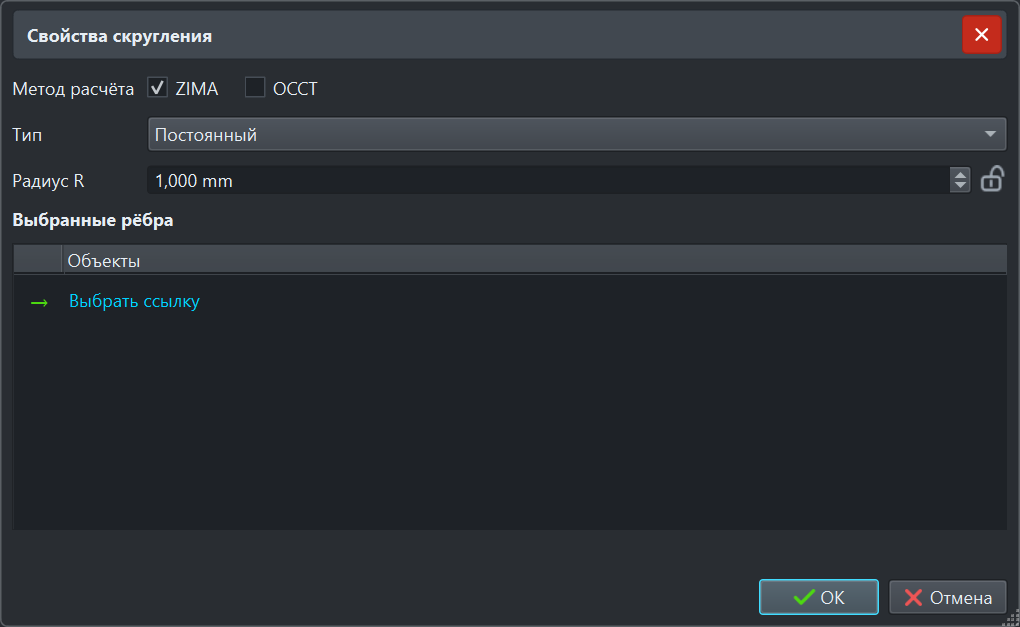 Свойства скругления
Метод расчёта ZIMA OCCT
Тип Постоянный
Радиус R 1,000 mm
Выбранные рёбра
Объекты
Выбрать ссылку
OK Отмена